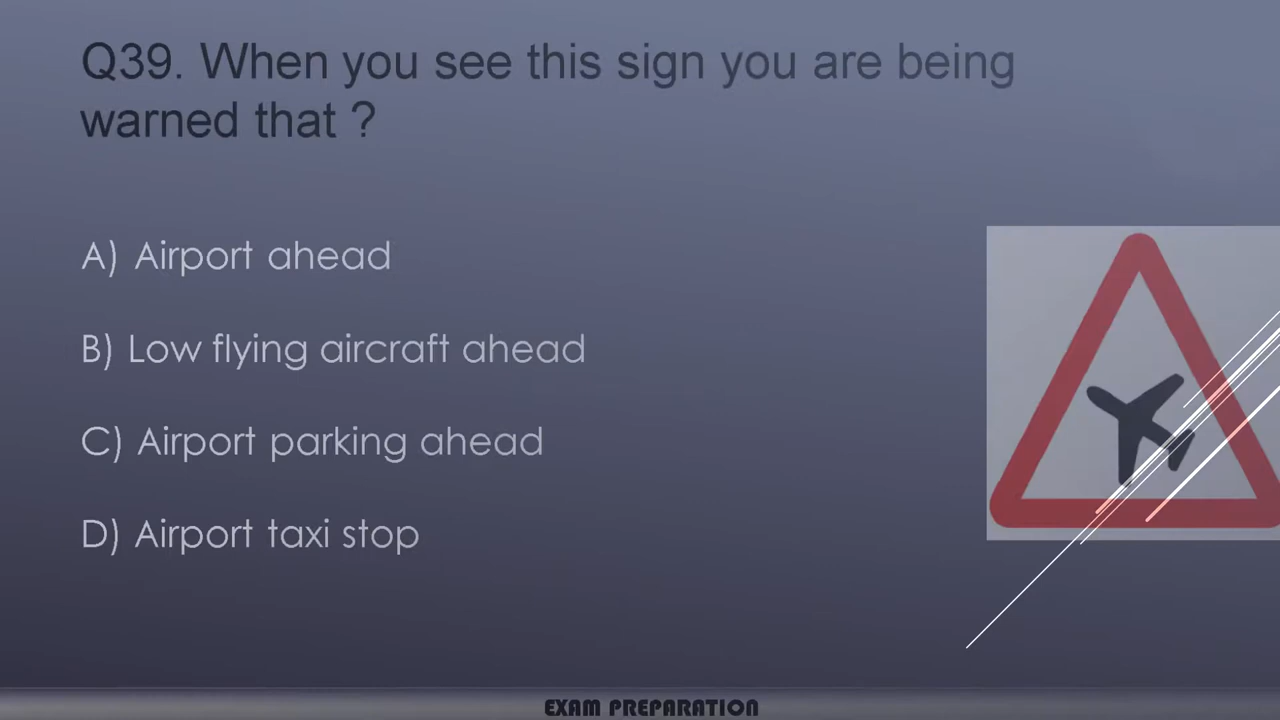 Q39. When you see this sign you are being
warned that ?
A) Airport ahead
B) Low flying aircraft ahead
C) Airport parking ahead
D) Airport taxi stop
EXAM PREPARATION